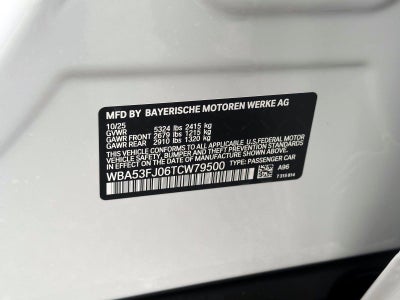 MFD BY BAYERISCHE MOTOREN WERKE AG
10/25
GVWR 5324 lbs 2415 kg
GAWR FRONT 2679 lbs 1215 kg
GAWR REAR 2910 lbs 1320 kg
THIS VEHICLE CONFORMS TO ALL APPLICABLE U.S.FEDERAL MOTOR
VEHICLE SAFETY, BUMPER, AND THEFT PREVENTION STANDARDS
IN EFFECT ON THE DATE OF MANUFACTURE SHOWN ABOVE.
WBA53FJ06TCW79500 TYPE: PASSENGER CAR
A96